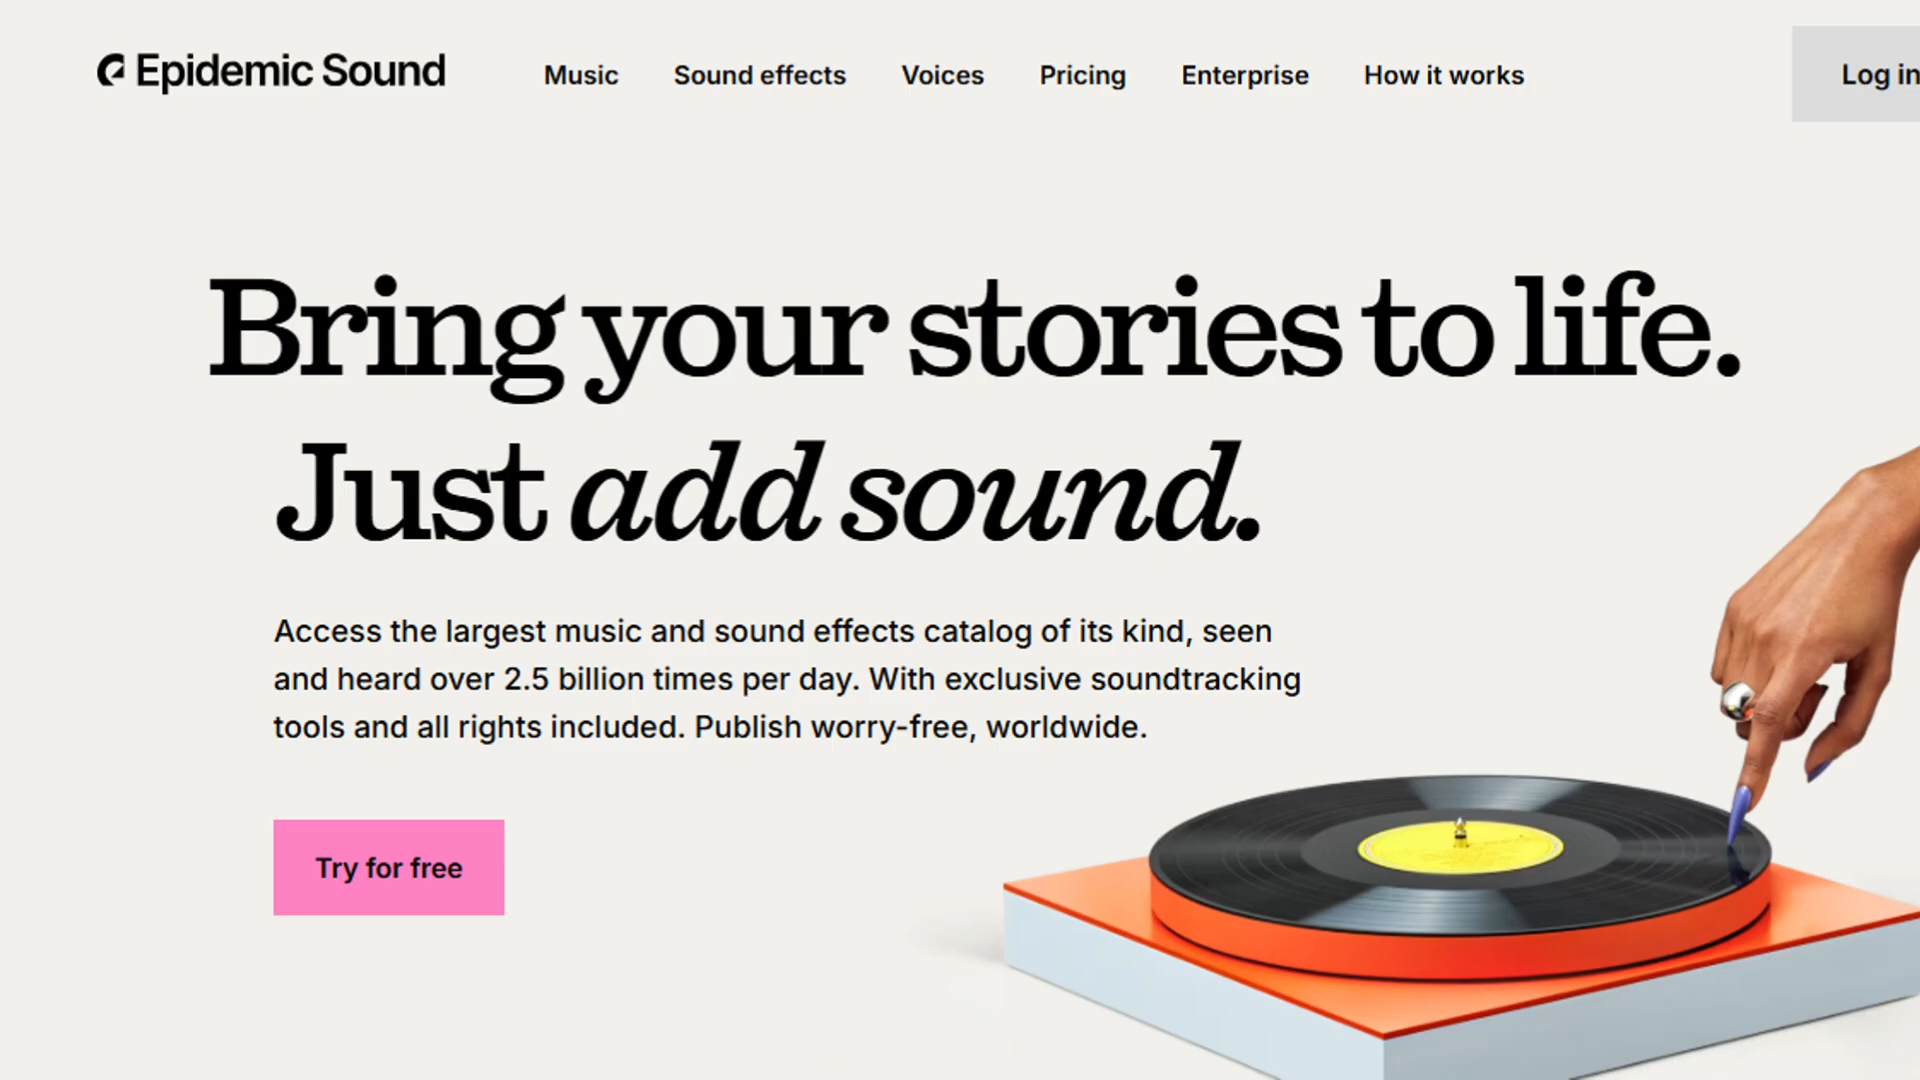 Epidemic Sound
Music
Sound effects
Voices
Pricing
Enterprise
How it works
Log in
Bring your stories to life.
Just add sound.
Access the largest music and sound effects catalog of its kind, seen
and heard over 2.5 billion times per day. With exclusive soundtracking
tools and all rights included. Publish worry-free, worldwide.
Try for free